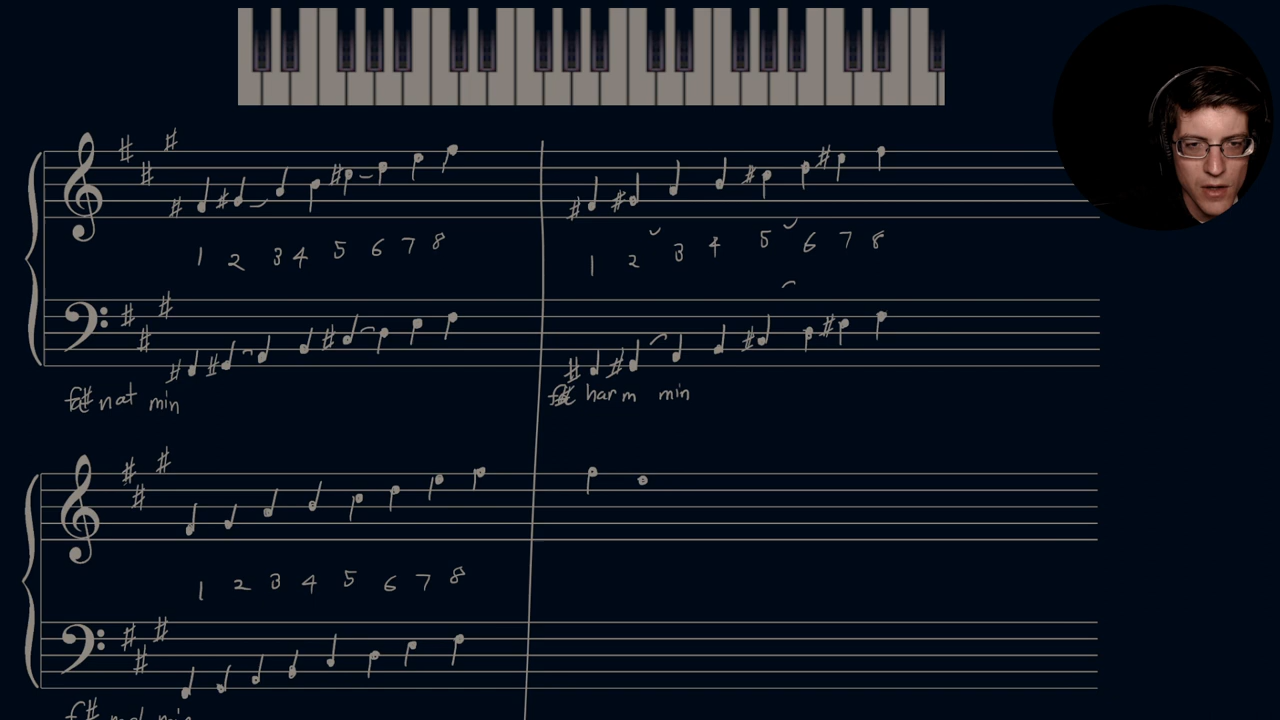 1 2 3 4 5 6 7 8
1 2 3 4 5 6 7 8
f# nat min
harm min
1 2 3 4 5 6 7 8
f# mel min